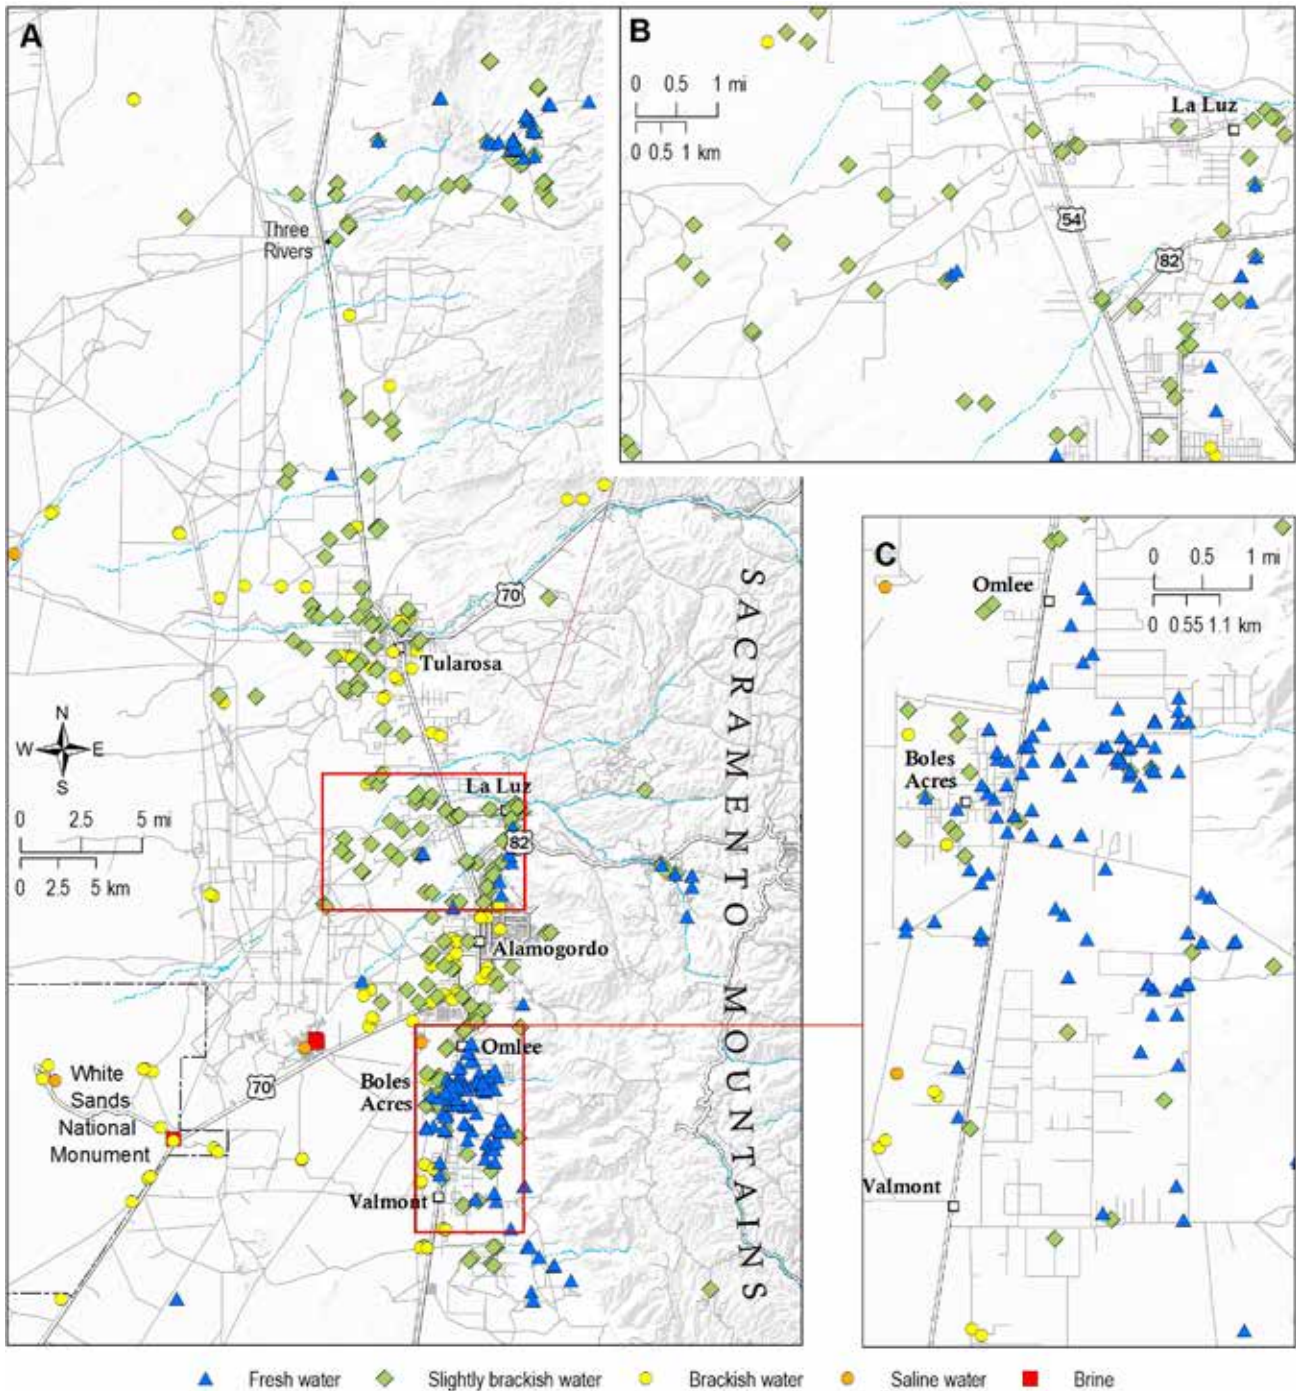 A
Three
Rivers
70
Tularosa
N
W E
S
0 2.5 5 mi
0 2.5 5 km
La Luz
82
Alamogordo
Omlee
Boles
Acres
White
Sands
National
Monument
70
Valmont
SACRAMENTO MOUNTAINS
B
0 0.5 1 mi
0 0.5 1 km
La Luz
54
82
C
0 0.5 1 mi
0 0.55 1.1 km
Omlee
Boles
Acres
Valmont
Fresh water Slightly brackish water Brackish water Saline water Brine